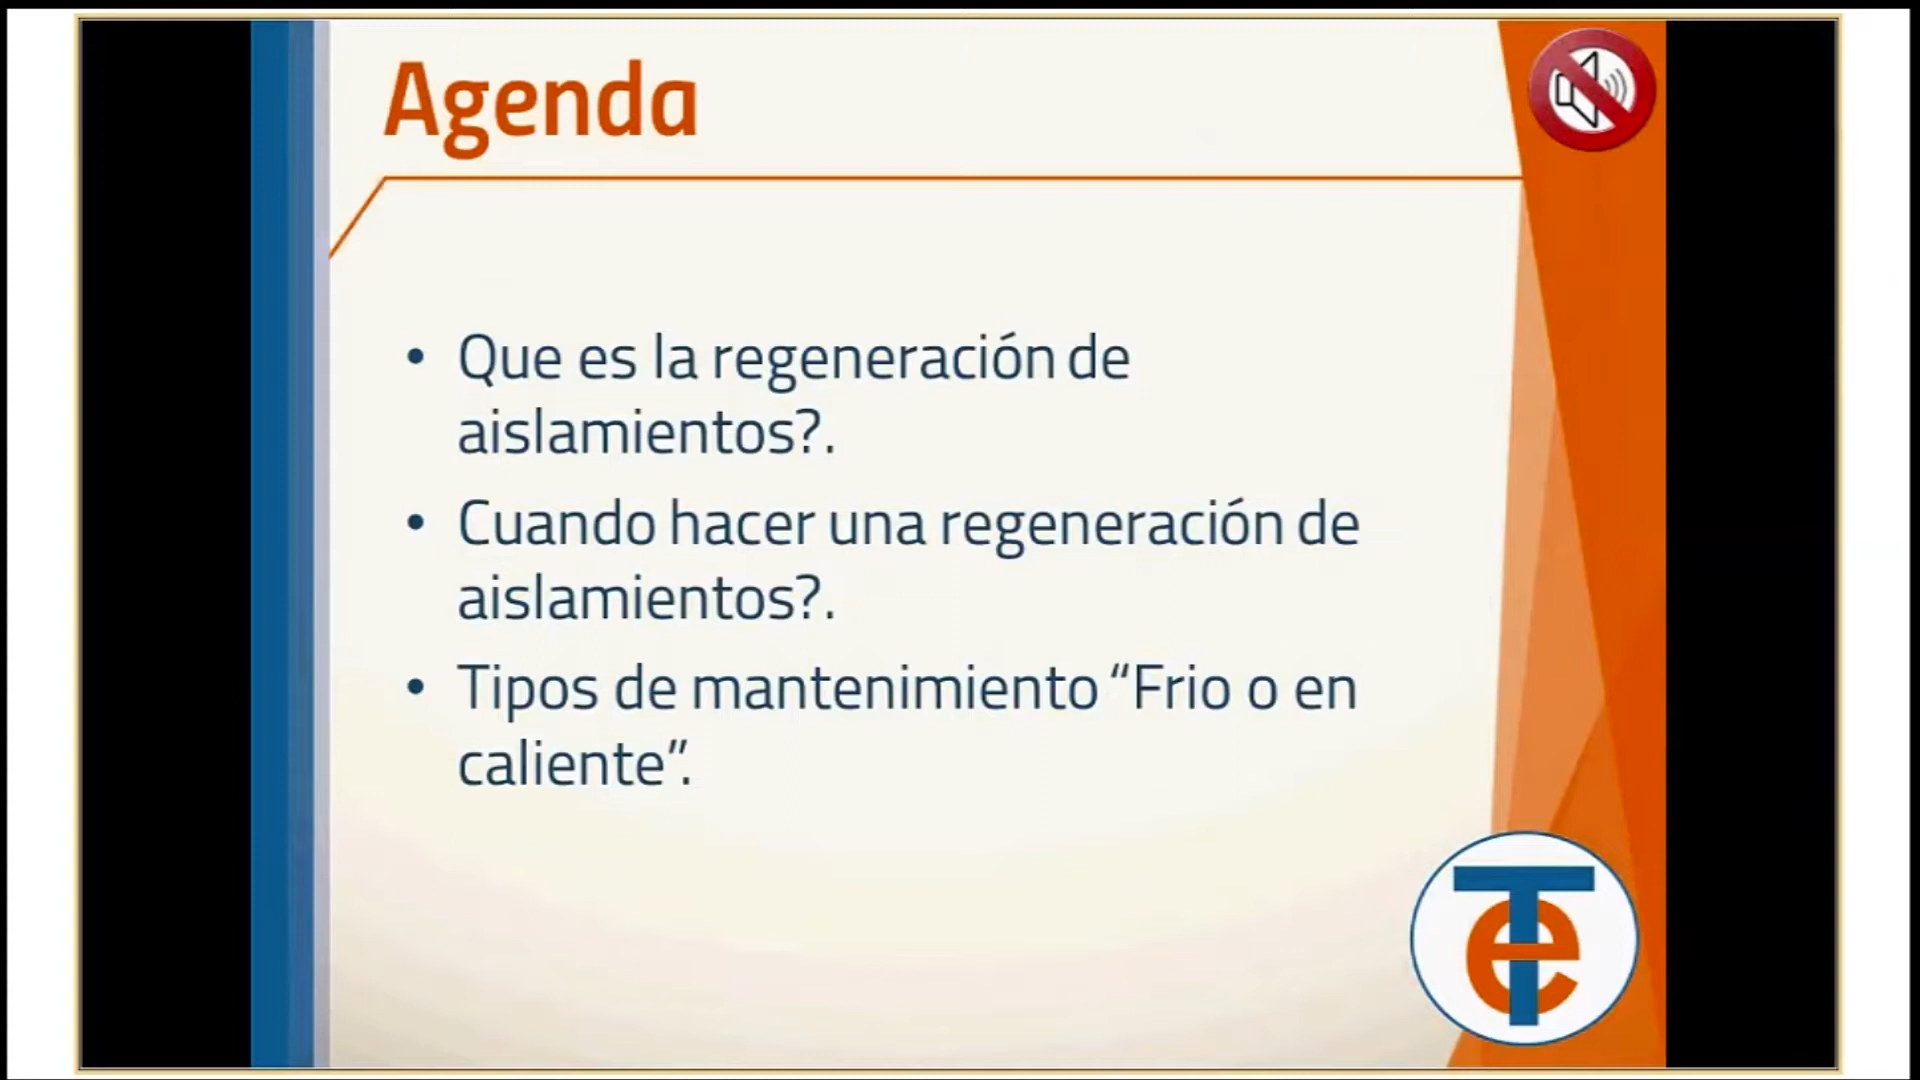 Agenda
• Que es la regeneración de
aislamientos?.
• Cuando hacer una regeneración de
aislamientos?.
• Tipos de mantenimiento “Frio o en
caliente”.
Te